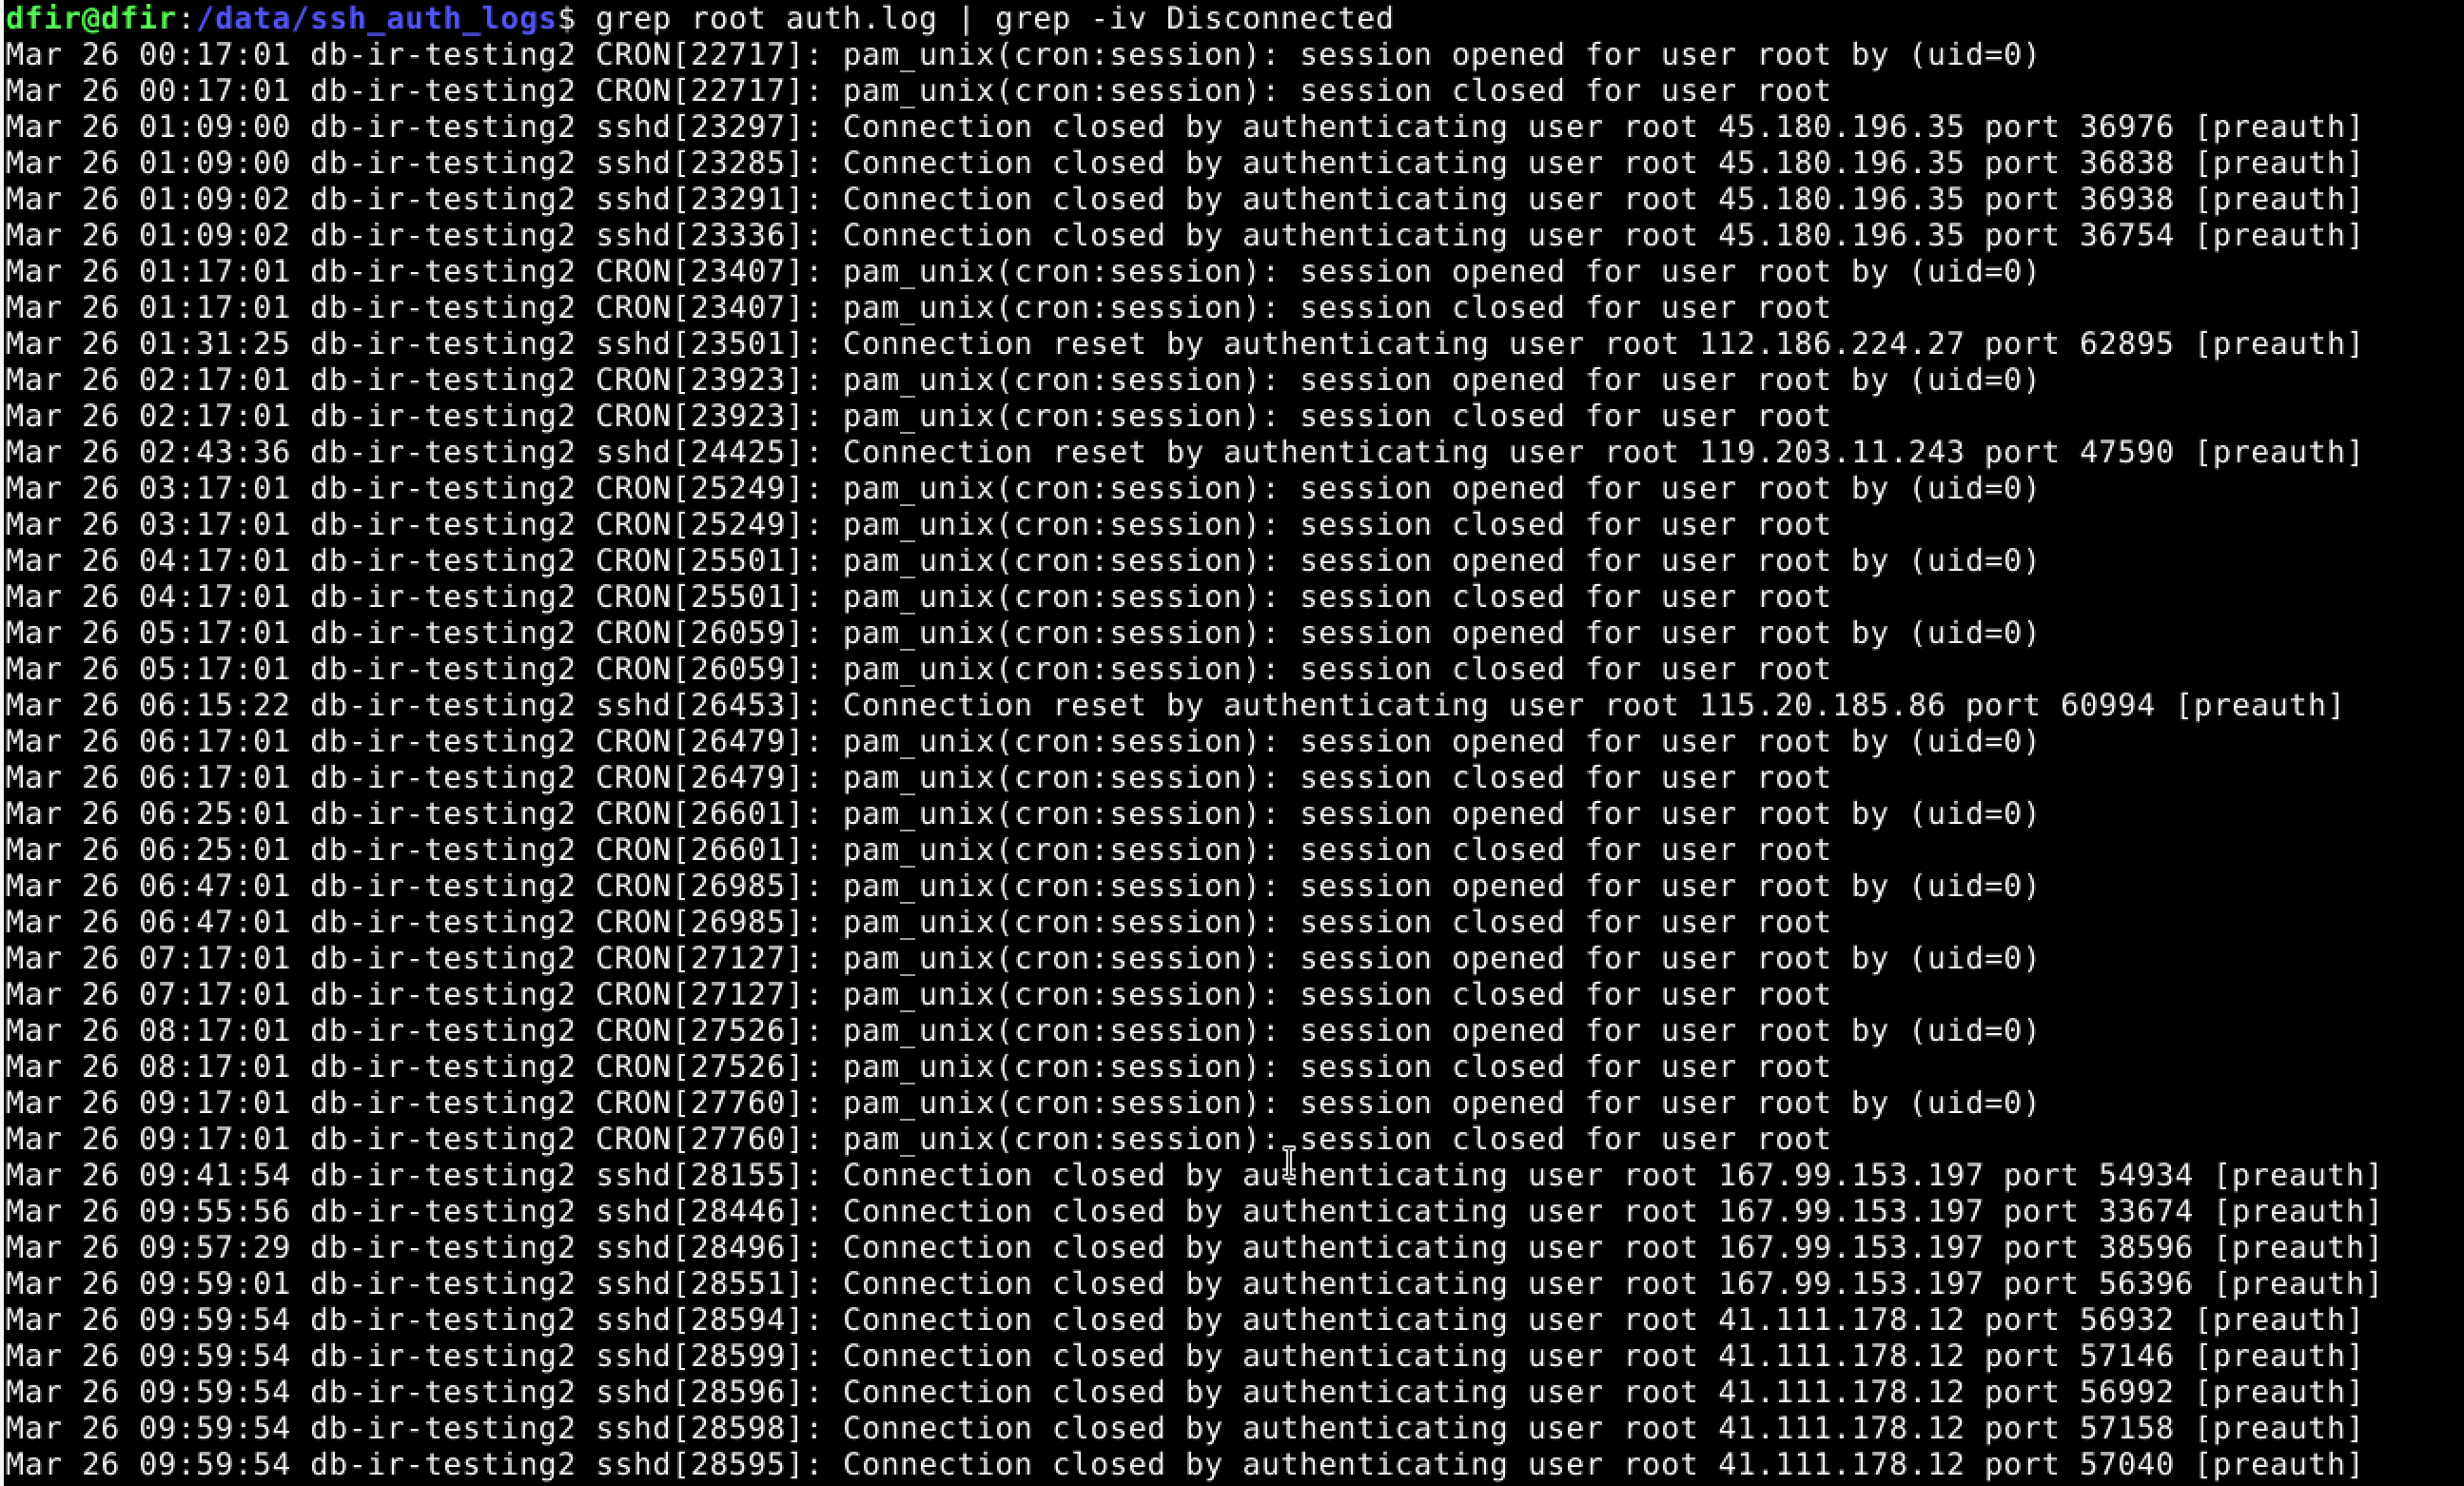 dfir@dfir:/data/ssh_auth_logs$ grep root auth.log | grep -iv Disconnected
Mar 26 00:17:01 db-ir-testing2 CRON[22717]: pam_unix(cron:session): session opened for user root by (uid=0)
Mar 26 00:17:01 db-ir-testing2 CRON[22717]: pam_unix(cron:session): session closed for user root
Mar 26 01:09:00 db-ir-testing2 sshd[23297]: Connection closed by authenticating user root 45.180.196.35 port 36976 [preauth]
Mar 26 01:09:00 db-ir-testing2 sshd[23285]: Connection closed by authenticating user root 45.180.196.35 port 36838 [preauth]
Mar 26 01:09:02 db-ir-testing2 sshd[23291]: Connection closed by authenticating user root 45.180.196.35 port 36938 [preauth]
Mar 26 01:09:02 db-ir-testing2 sshd[23336]: Connection closed by authenticating user root 45.180.196.35 port 36754 [preauth]
Mar 26 01:17:01 db-ir-testing2 CRON[23407]: pam_unix(cron:session): session opened for user root by (uid=0)
Mar 26 01:17:01 db-ir-testing2 CRON[23407]: pam_unix(cron:session): session closed for user root
Mar 26 01:31:25 db-ir-testing2 sshd[23501]: Connection reset by authenticating user root 112.186.224.27 port 62895 [preauth]
Mar 26 02:17:01 db-ir-testing2 CRON[23923]: pam_unix(cron:session): session opened for user root by (uid=0)
Mar 26 02:17:01 db-ir-testing2 CRON[23923]: pam_unix(cron:session): session closed for user root
Mar 26 02:43:36 db-ir-testing2 sshd[24425]: Connection reset by authenticating user root 119.203.11.243 port 47590 [preauth]
Mar 26 03:17:01 db-ir-testing2 CRON[25249]: pam_unix(cron:session): session opened for user root by (uid=0)
Mar 26 03:17:01 db-ir-testing2 CRON[25249]: pam_unix(cron:session): session closed for user root
Mar 26 04:17:01 db-ir-testing2 CRON[25501]: pam_unix(cron:session): session opened for user root by (uid=0)
Mar 26 04:17:01 db-ir-testing2 CRON[25501]: pam_unix(cron:session): session closed for user root
Mar 26 05:17:01 db-ir-testing2 CRON[26059]: pam_unix(cron:session): session opened for user root by (uid=0)
Mar 26 05:17:01 db-ir-testing2 CRON[26059]: pam_unix(cron:session): session closed for user root
Mar 26 06:15:22 db-ir-testing2 sshd[26453]: Connection reset by authenticating user root 115.20.185.86 port 60994 [preauth]
Mar 26 06:17:01 db-ir-testing2 CRON[26479]: pam_unix(cron:session): session opened for user root by (uid=0)
Mar 26 06:17:01 db-ir-testing2 CRON[26479]: pam_unix(cron:session): session closed for user root
Mar 26 06:25:01 db-ir-testing2 CRON[26601]: pam_unix(cron:session): session opened for user root by (uid=0)
Mar 26 06:25:01 db-ir-testing2 CRON[26601]: pam_unix(cron:session): session closed for user root
Mar 26 06:47:01 db-ir-testing2 CRON[26985]: pam_unix(cron:session): session opened for user root by (uid=0)
Mar 26 06:47:01 db-ir-testing2 CRON[26985]: pam_unix(cron:session): session closed for user root
Mar 26 07:17:01 db-ir-testing2 CRON[27127]: pam_unix(cron:session): session opened for user root by (uid=0)
Mar 26 07:17:01 db-ir-testing2 CRON[27127]: pam_unix(cron:session): session closed for user root
Mar 26 08:17:01 db-ir-testing2 CRON[27526]: pam_unix(cron:session): session opened for user root by (uid=0)
Mar 26 08:17:01 db-ir-testing2 CRON[27526]: pam_unix(cron:session): session closed for user root
Mar 26 09:17:01 db-ir-testing2 CRON[27760]: pam_unix(cron:session): session opened for user root by (uid=0)
Mar 26 09:17:01 db-ir-testing2 CRON[27760]: pam_unix(cron:session): session closed for user root
Mar 26 09:41:54 db-ir-testing2 sshd[28155]: Connection closed by authenticating user root 167.99.153.197 port 54934 [preauth]
Mar 26 09:55:56 db-ir-testing2 sshd[28446]: Connection closed by authenticating user root 167.99.153.197 port 33674 [preauth]
Mar 26 09:57:29 db-ir-testing2 sshd[28496]: Connection closed by authenticating user root 167.99.153.197 port 38596 [preauth]
Mar 26 09:59:01 db-ir-testing2 sshd[28551]: Connection closed by authenticating user root 167.99.153.197 port 56396 [preauth]
Mar 26 09:59:54 db-ir-testing2 sshd[28594]: Connection closed by authenticating user root 41.111.178.12 port 56932 [preauth]
Mar 26 09:59:54 db-ir-testing2 sshd[28599]: Connection closed by authenticating user root 41.111.178.12 port 57146 [preauth]
Mar 26 09:59:54 db-ir-testing2 sshd[28596]: Connection closed by authenticating user root 41.111.178.12 port 56992 [preauth]
Mar 26 09:59:54 db-ir-testing2 sshd[28598]: Connection closed by authenticating user root 41.111.178.12 port 57158 [preauth]
Mar 26 09:59:54 db-ir-testing2 sshd[28595]: Connection closed by authenticating user root 41.111.178.12 port 57040 [preauth]